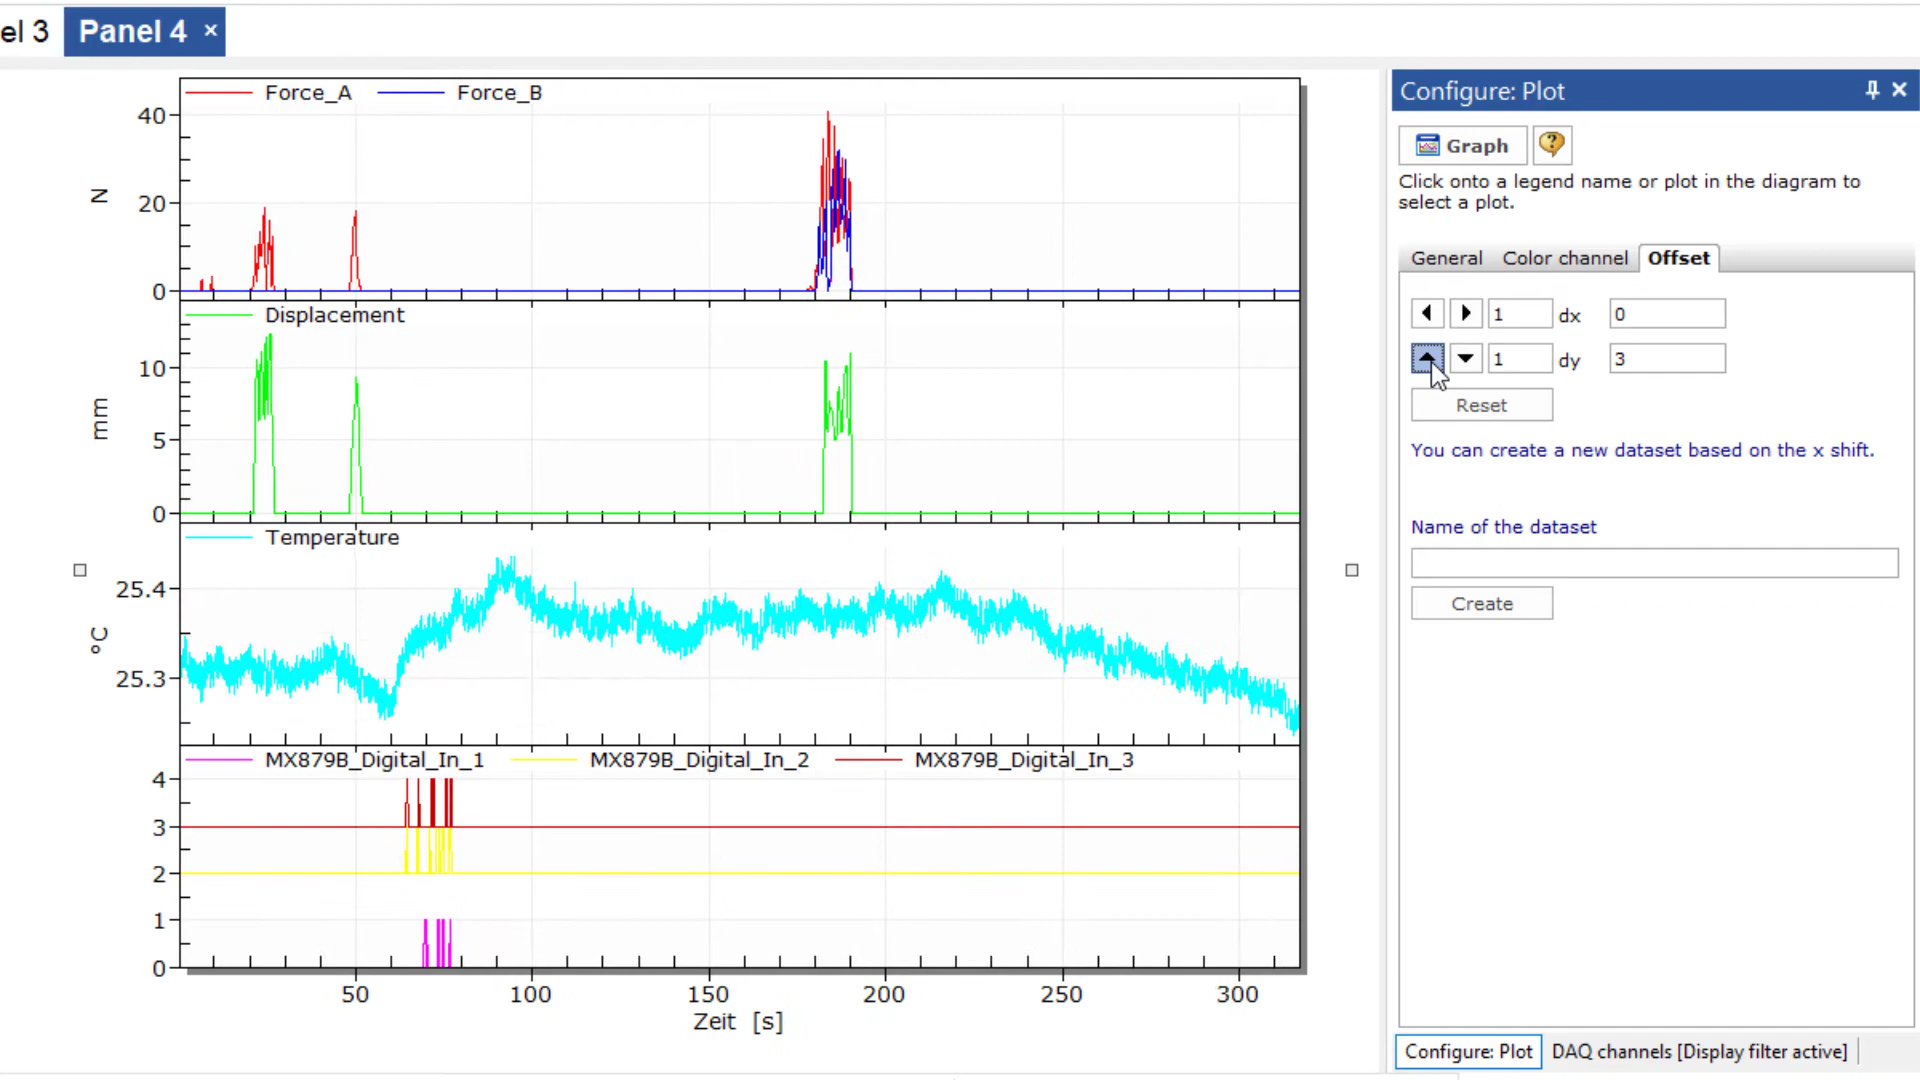 el 3 Panel 4 ×
Force_A Force_B
40
20
0
N
Displacement
10
5
0
mm
Temperature
25.4
25.3
°C
MX879B_Digital_In_1 MX879B_Digital_In_2 MX879B_Digital_In_3
4
3
2
1
0
50 100 150 200 250 300
Zeit [s]
Configure: Plot
Graph ?
Click onto a legend name or plot in the diagram to
select a plot.
General Color channel Offset
1 dx 0
1 dy 3
Reset
You can create a new dataset based on the x shift.
Name of the dataset
Create
Configure: Plot DAQ channels [Display filter active]